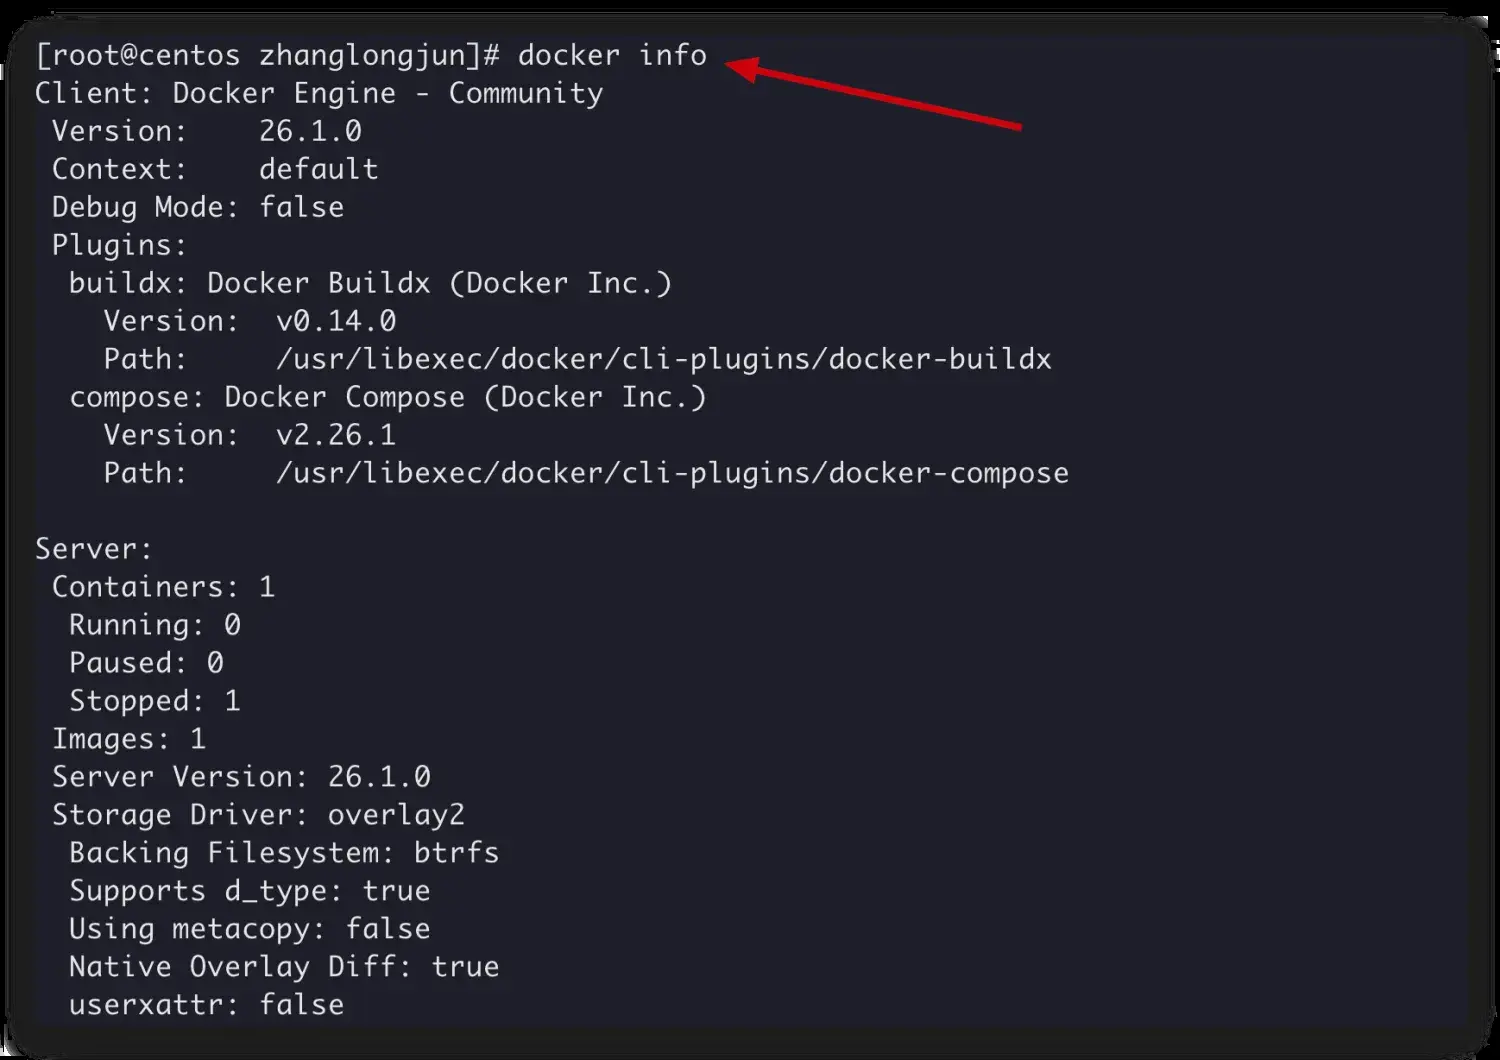 [root@centos zhanglongjun]# docker info
Client: Docker Engine - Community
 Version:    26.1.0
 Context:    default
 Debug Mode: false
 Plugins:
  buildx: Docker Buildx (Docker Inc.)
    Version:  v0.14.0
    Path:     /usr/libexec/docker/cli-plugins/docker-buildx
  compose: Docker Compose (Docker Inc.)
    Version:  v2.26.1
    Path:     /usr/libexec/docker/cli-plugins/docker-compose

Server:
 Containers: 1
  Running: 0
  Paused: 0
  Stopped: 1
 Images: 1
 Server Version: 26.1.0
 Storage Driver: overlay2
  Backing Filesystem: btrfs
  Supports d_type: true
  Using metacopy: false
  Native Overlay Diff: true
  userxattr: false